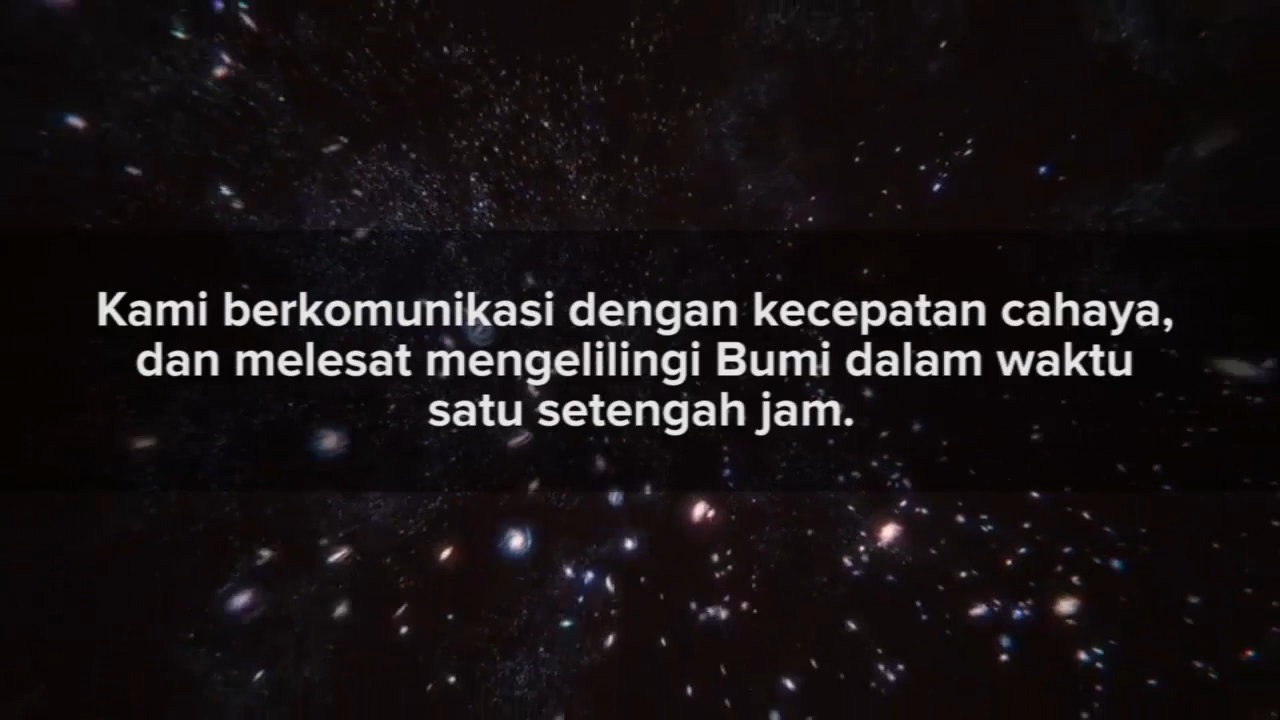 Kami berkomunikasi dengan kecepatan cahaya,
dan melesat mengelilingi Bumi dalam waktu
satu setengah jam.